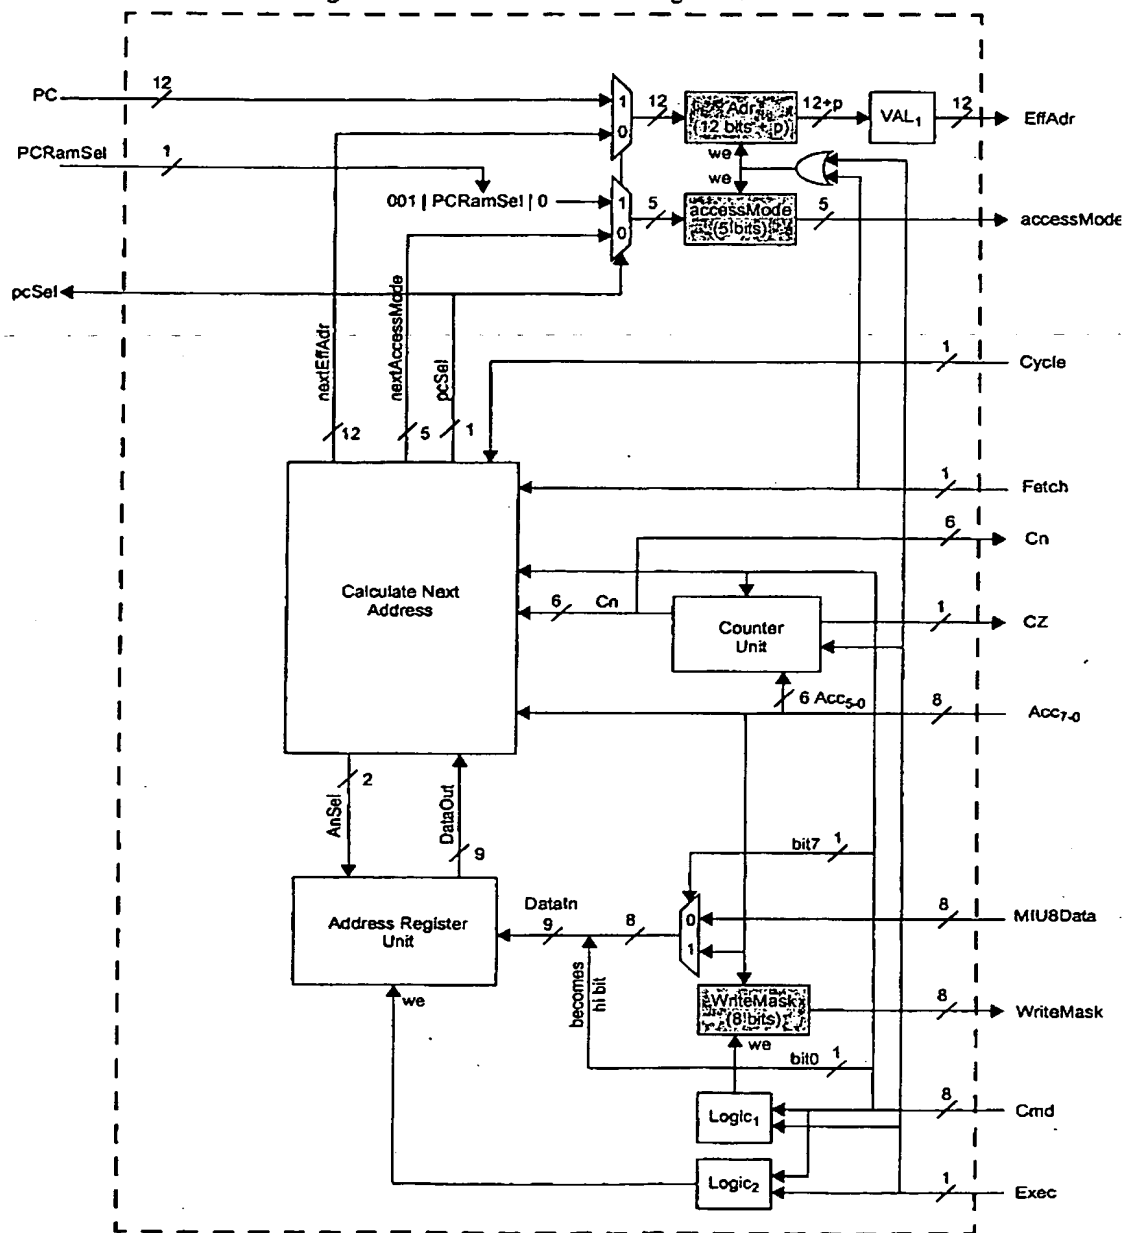 PC
12
1
0
12
EffAdr
(12 bits + p)
12+p
VAL1
12
EffAdr
PCRamSel
1
we
we
001 | PCRamSel | 0
1
0
5
accessMode
(5 bits)
5
accessMode
pcSel
nextEffAdr
nextAccessMode
pcSel
12
5
1
1
Cycle
1
Fetch
6
Cn
Calculate Next
Address
6
Cn
Counter
Unit
1
CZ
6 Acc5-0
8
Acc7-0
AnSel
2
DataOut
9
bit7
1
Address Register
Unit
DataIn
9
8
0
1
8
MIU8Data
we
becomes
hi bit
WriteMask
(8 bits)
8
WriteMask
we
bit0
1
Logic1
8
Cmd
Logic2
1
Exec